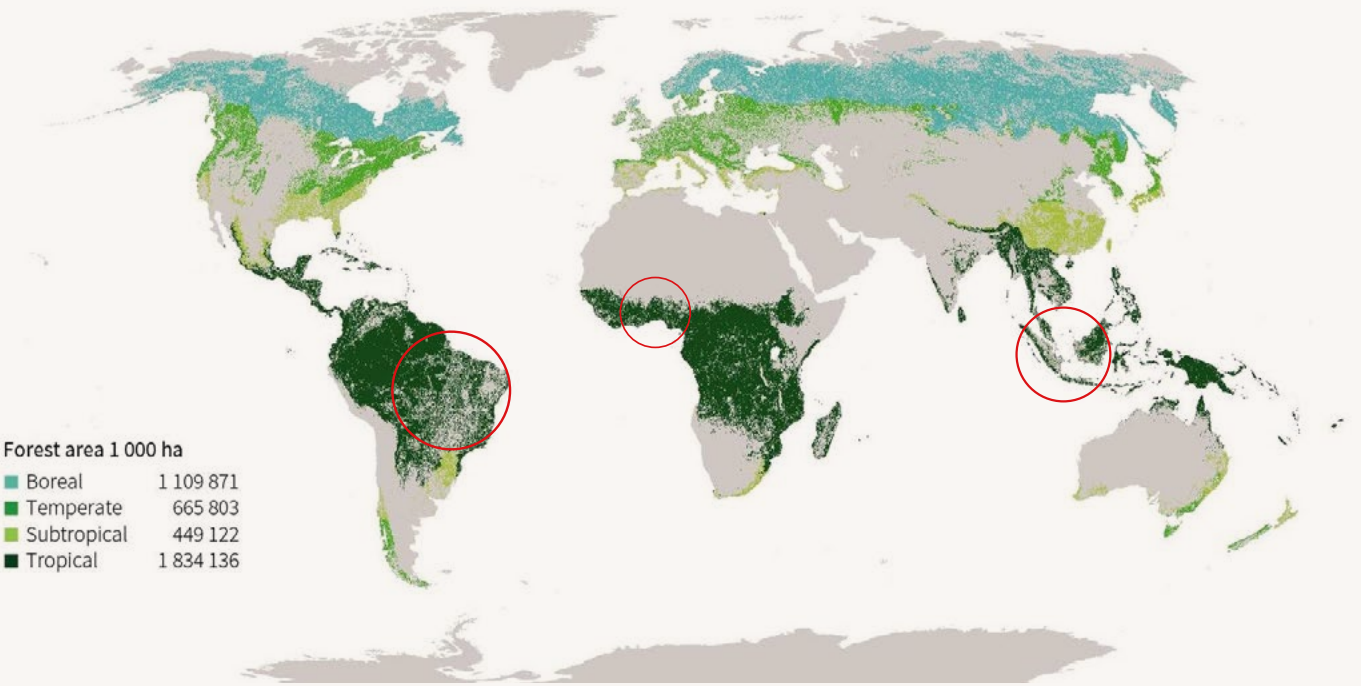 Forest area 1 000 ha
Boreal 1 109 871
Temperate 665 803
Subtropical 449 122
Tropical 1 834 136